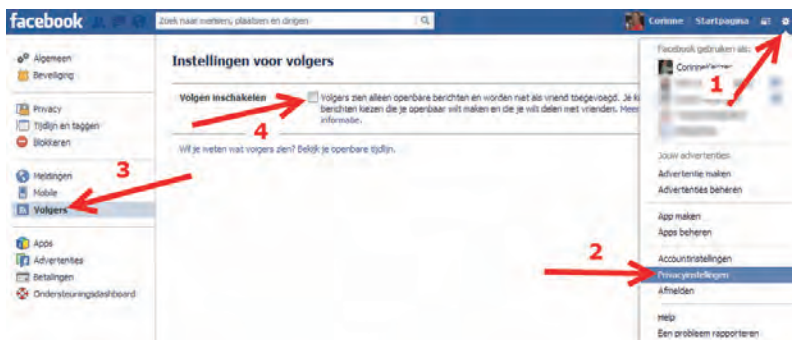 facebook
Zoek naar mensen, plaatsen en dingen
Corinne Startpagina
Algemeen
Beveiliging
Privacy
Tijdlijn en taggen
Blokkeren
Meldingen
Mobile
Volgers
3
Apps
Advertenties
Betalingen
Ondersteuningsdashboard
Instellingen voor volgers
Volgen inschakelen
Volgers zien alleen openbare berichten en worden niet als vriend toegevoegd. Je k
berichten kiezen die je openbaar wilt maken en die je wilt delen met vrienden. Meer
informatie.
4
Wil je weten wat volgers zien? Bekijk je openbare tijdlijn.
Facebook gebruiken als:
1
Jouw advertenties
Advertentie maken
Advertenties beheren
App maken
Apps beheren
2
Accountinstellingen
Privacyinstellingen
Afmelden
Help
Een probleem rapporteren